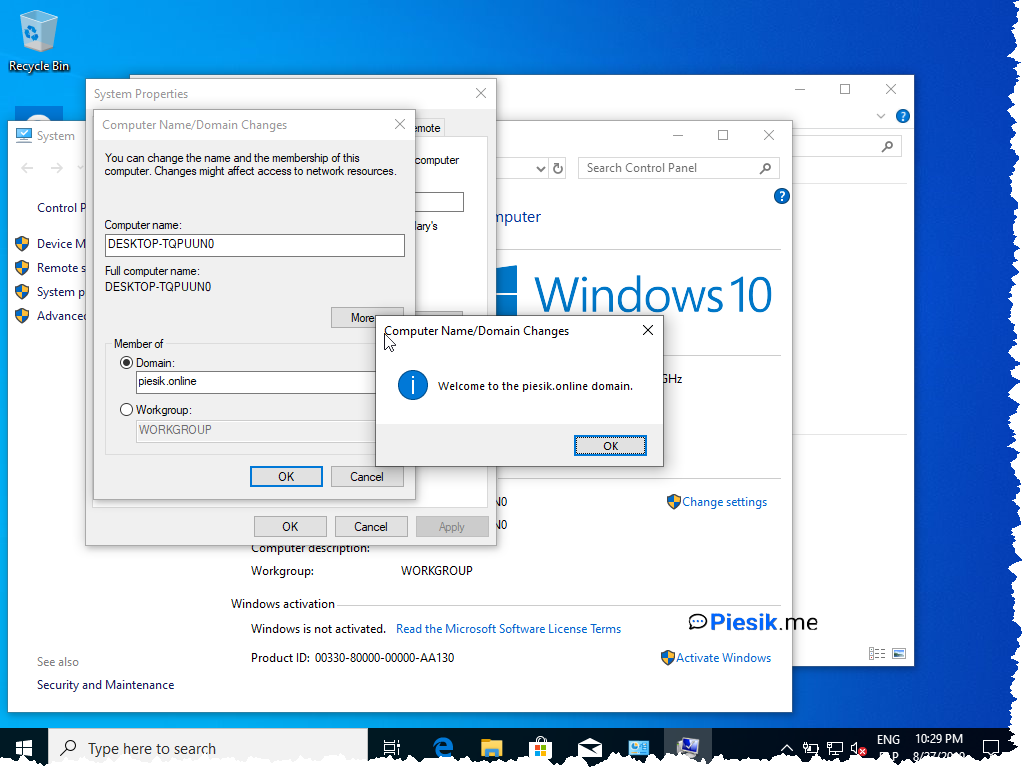 Recycle Bin
System Properties
Computer Name/Domain Changes
You can change the name and the membership of this
computer. Changes might affect access to network resources.
Computer name:
DESKTOP-TQPUUN0
Full computer name:
DESKTOP-TQPUUN0
More
Member of
Domain:
piesik.online
Workgroup:
WORKGROUP
OK Cancel
OK Cancel Apply
Computer Name/Domain Changes
Welcome to the piesik.online domain.
OK
System
Search Control Panel
Control P
Device M
Remote s
System p
Advanced
emote
computer
ary's
mputer
Windows 10
GHz
N0
Change settings
N0
Computer description:
Workgroup: WORKGROUP
Windows activation
Windows is not activated. Read the Microsoft Software License Terms
Product ID: 00330-80000-00000-AA130
Activate Windows
Piesik.me
See also
Security and Maintenance
Type here to search
ENG
10:29 PM